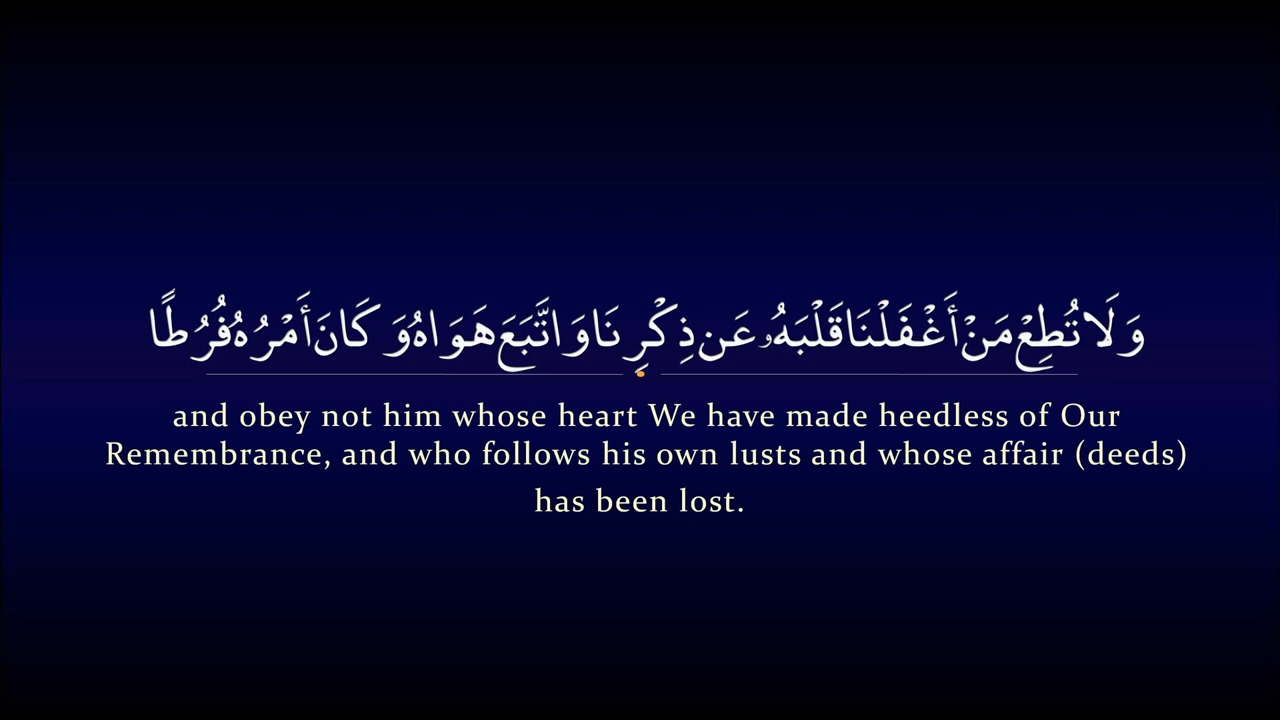 وَلَا تُطِعْ مَنْ أَغْفَلْنَا قَلْبَهُۥ عَن ذِكْرِنَا وَاتَّبَعَ هَوَاهُ وَكَانَ أَمْرُهُ فُرُطًا
and obey not him whose heart We have made heedless of Our
Remembrance, and who follows his own lusts and whose affair (deeds)
has been lost.